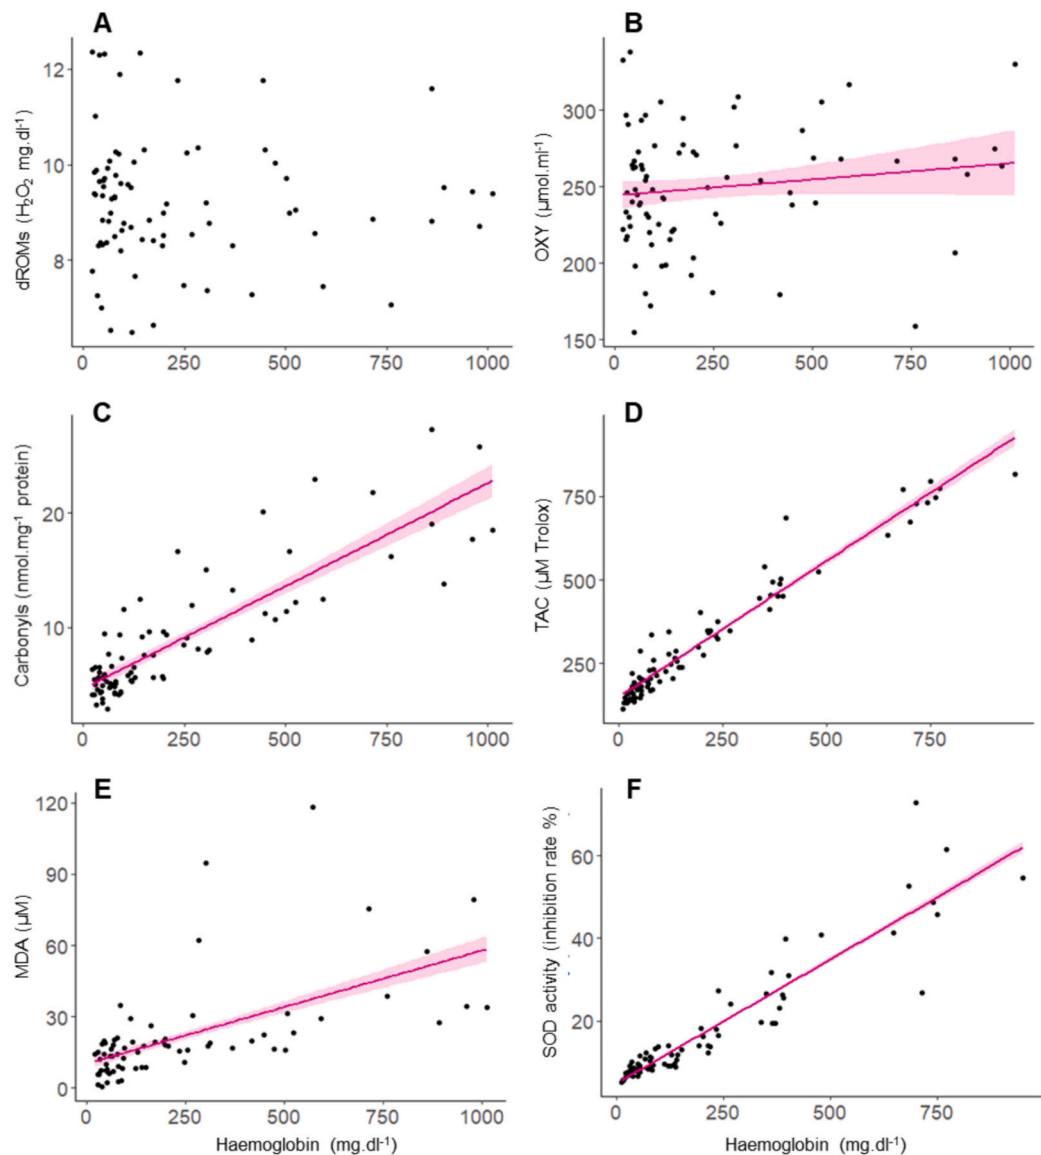 A
12
10
8
dROMs (H₂O₂ mg.dl⁻¹)
0 250 500 750 1000
B
300
250
200
150
OXY (µmol.ml⁻¹)
0 250 500 750 1000
C
20
10
Carbonyls (nmol.mg⁻¹ protein)
0 250 500 750 1000
D
750
500
250
TAC (µM Trolox)
0 250 500 750
E
120
90
60
30
0
MDA (µM)
0 250 500 750 1000
Haemoglobin (mg.dl⁻¹)
F
60
40
20
SOD activity (inhibition rate %)
0 250 500 750
Haemoglobin (mg.dl⁻¹)